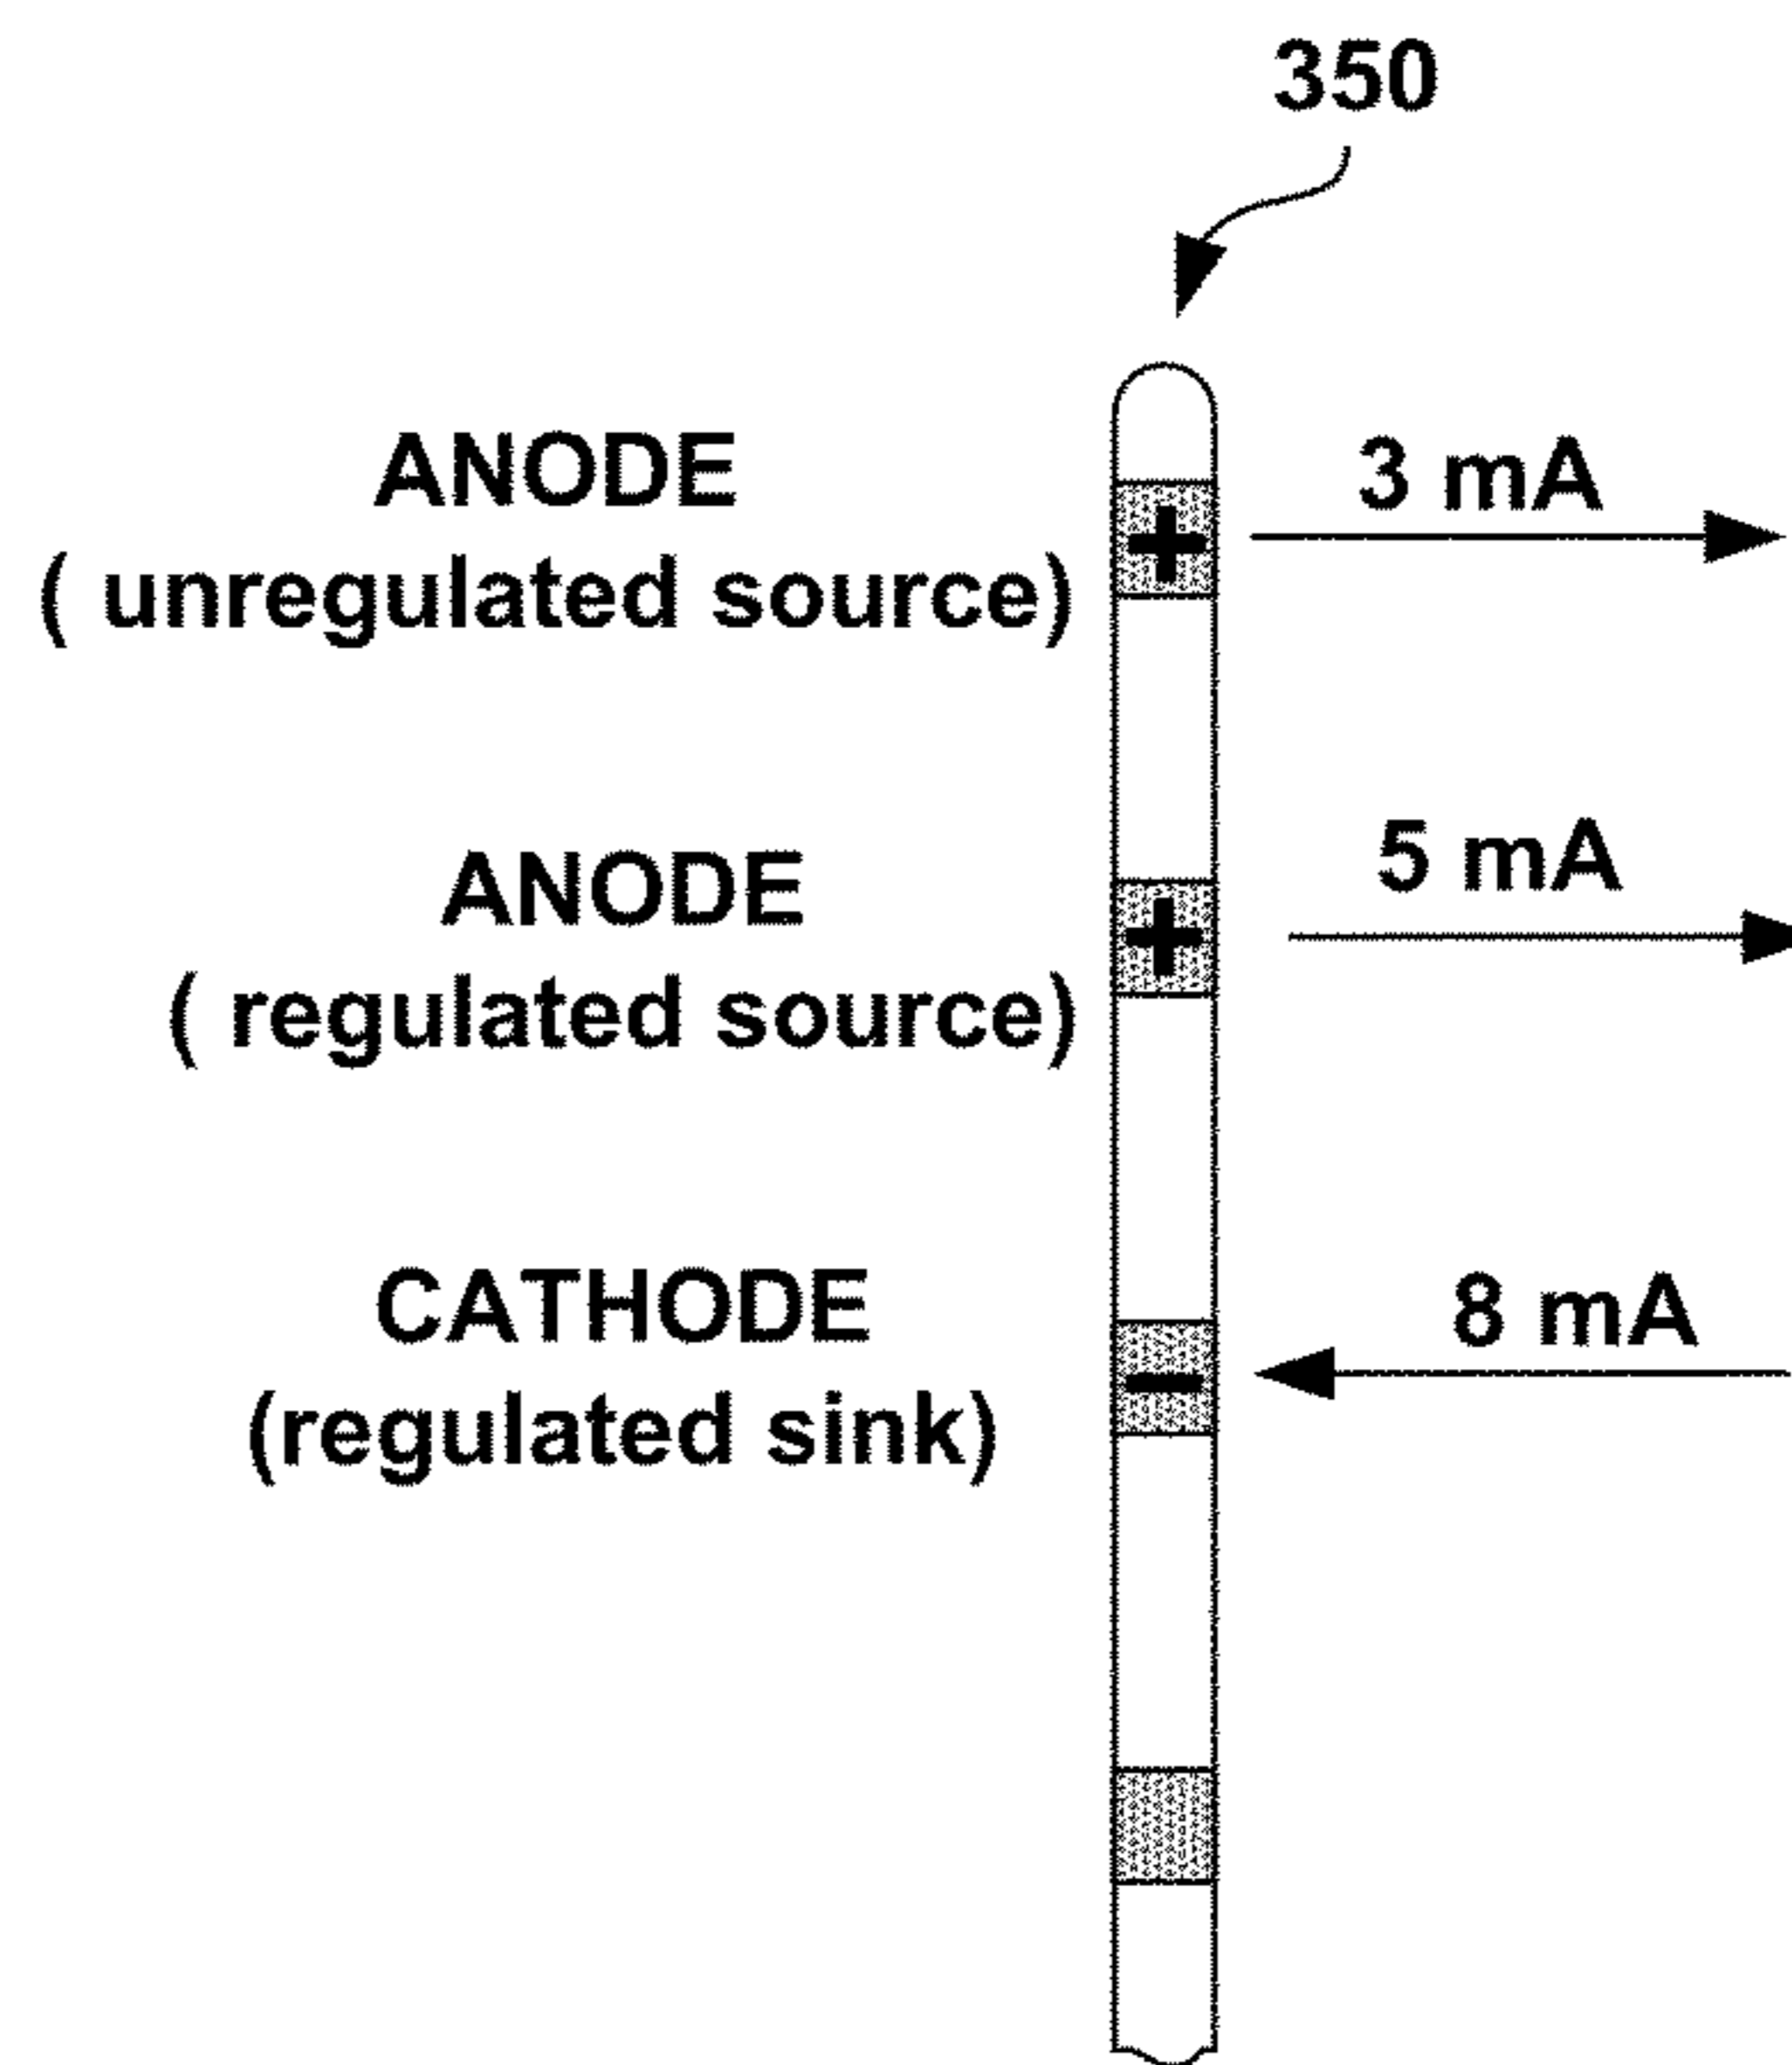 350
ANODE
( unregulated source)
3 mA
+
ANODE
( regulated source)
5 mA
+
CATHODE
(regulated sink)
8 mA
-